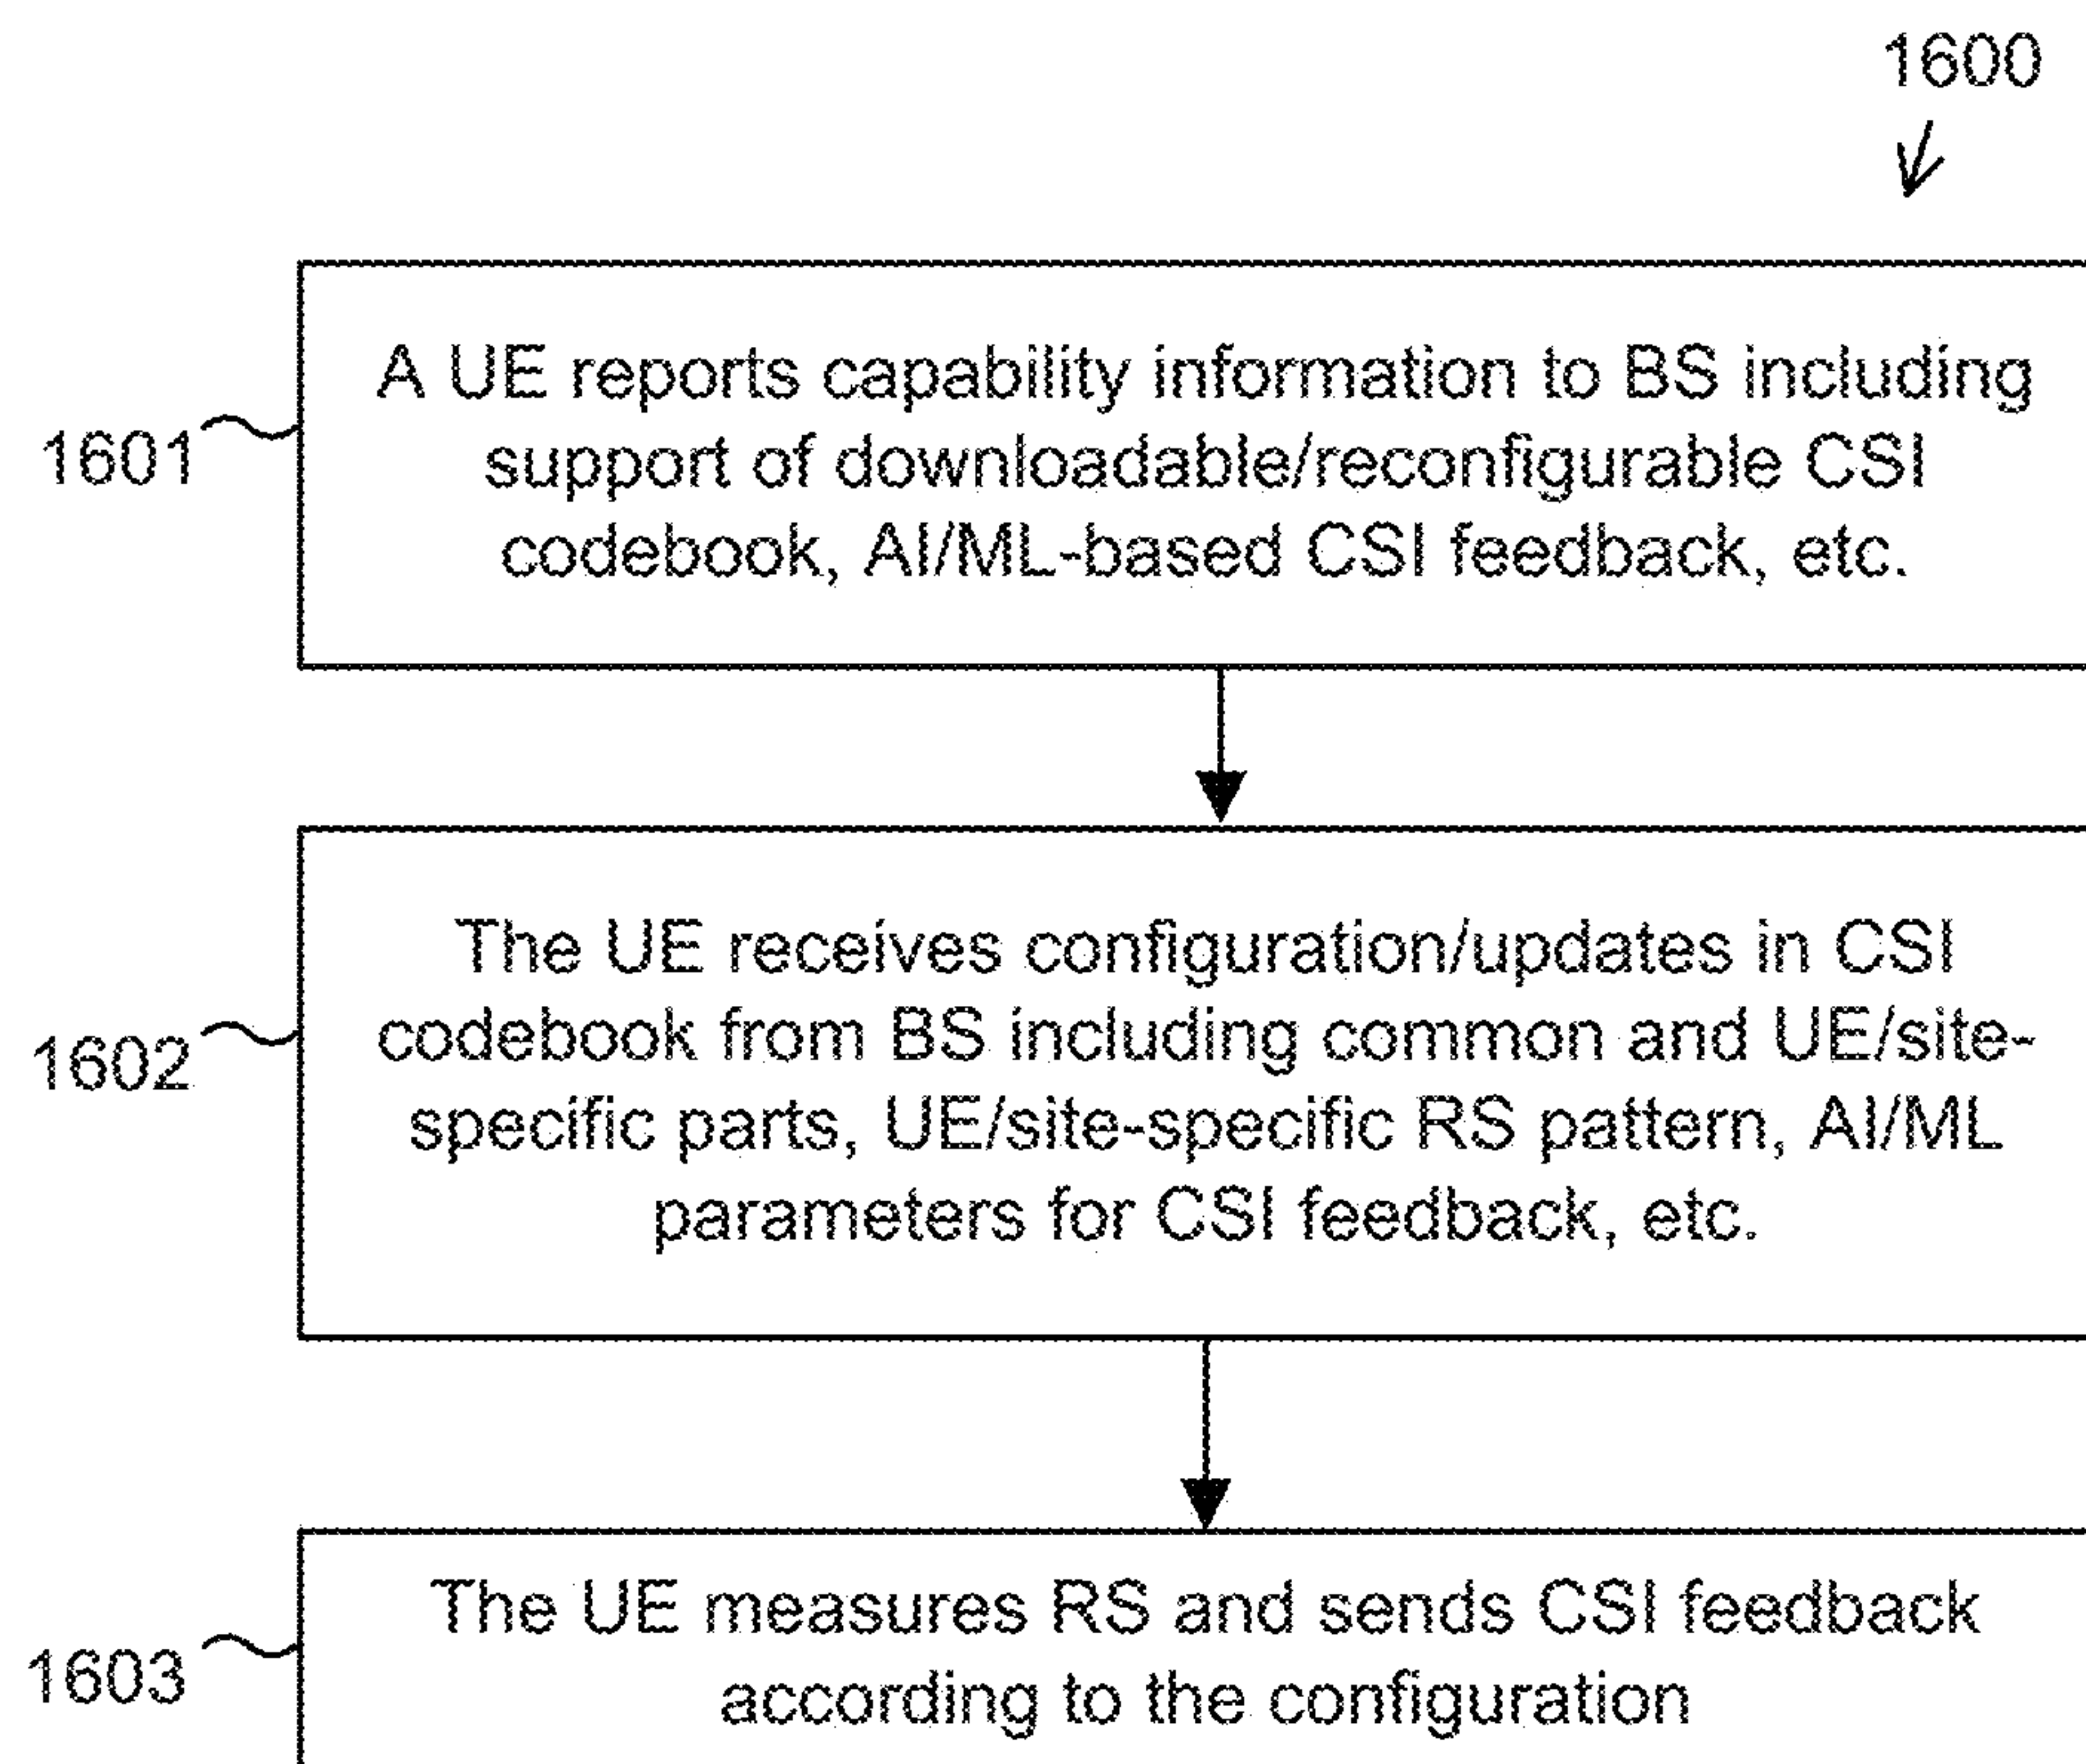 1600
A UE reports capability information to BS including
1601
support of downloadable/reconfigurable CSI
codebook, AI/ML-based CSI feedback, etc.
The UE receives configuration/updates in CSI
codebook from BS including common and UE/site-
1602
specific parts, UE/site-specific RS pattern, AI/ML
parameters for CSI feedback, etc.
The UE measures RS and sends CSI feedback
1603
according to the configuration